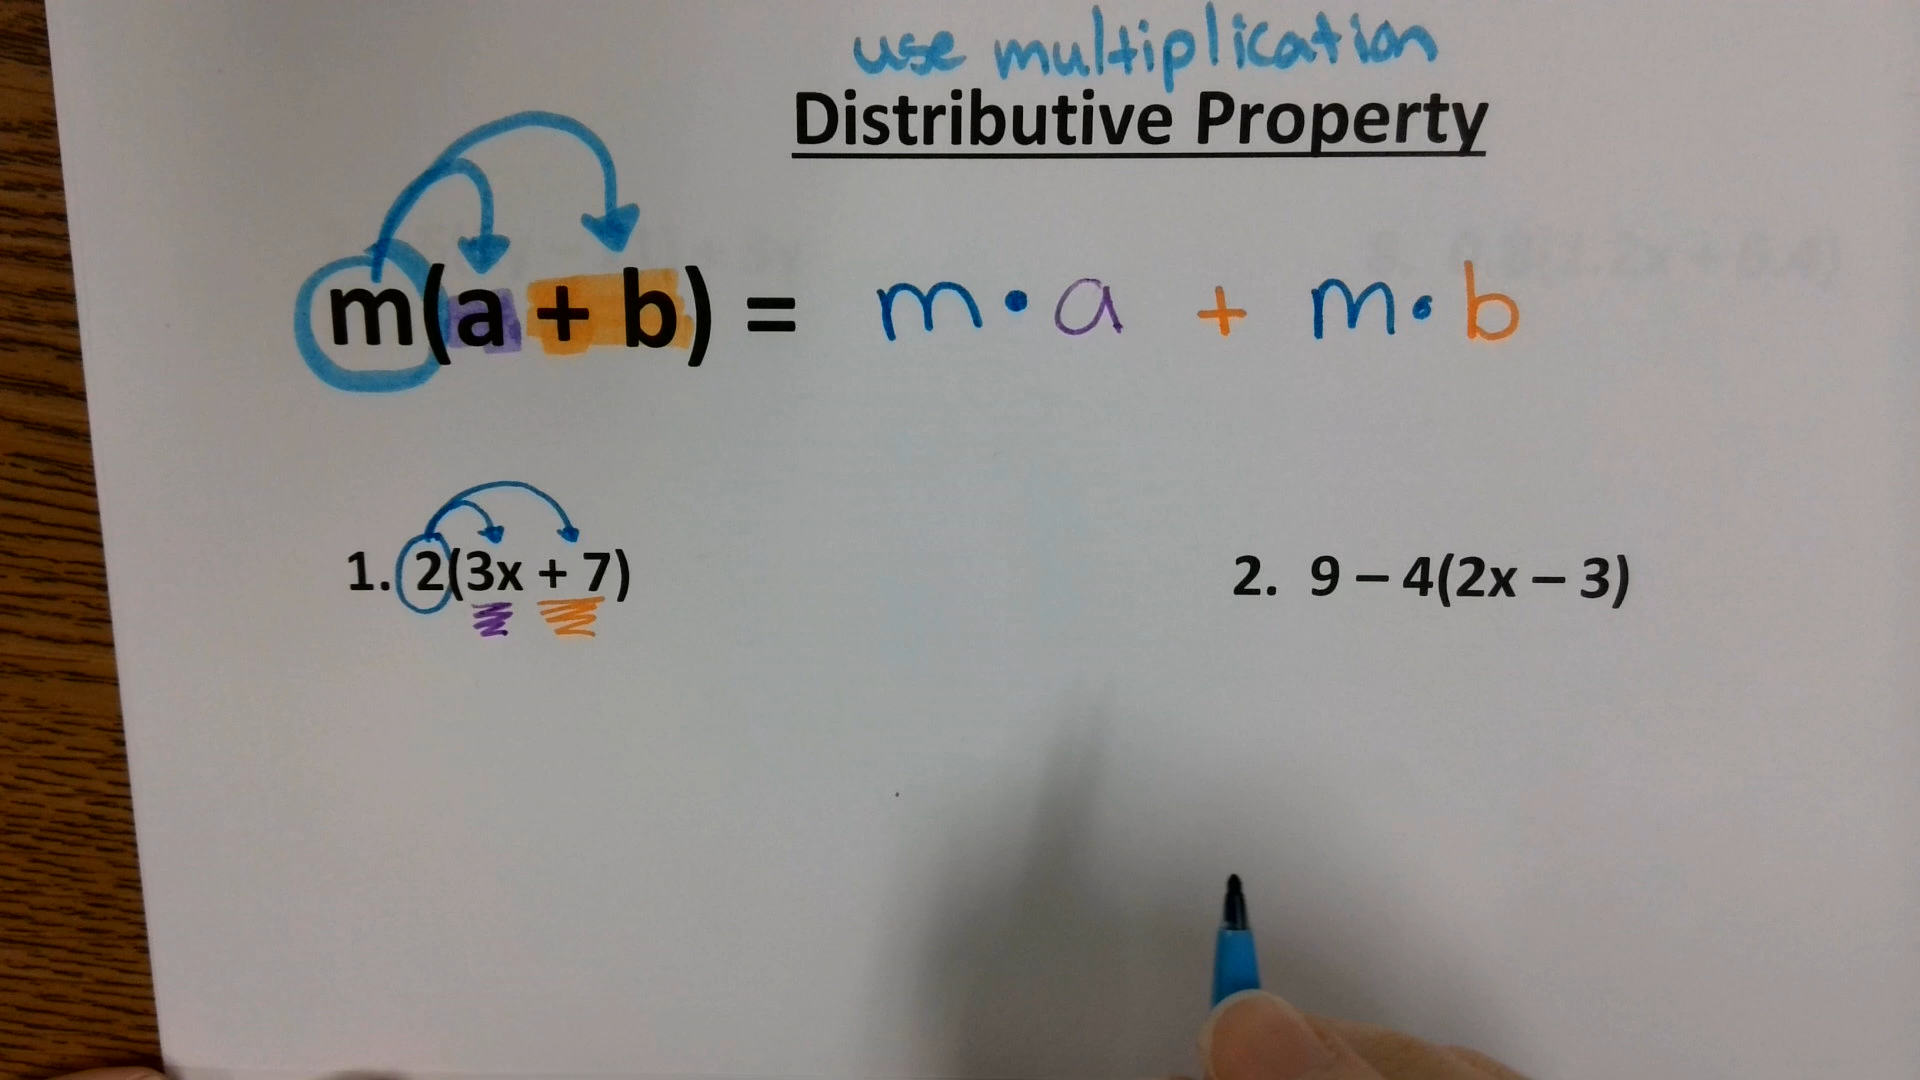 use multiplication
Distributive Property
m(a + b) = m • a + m • b
1. 2(3x + 7)
2. 9 – 4(2x – 3)